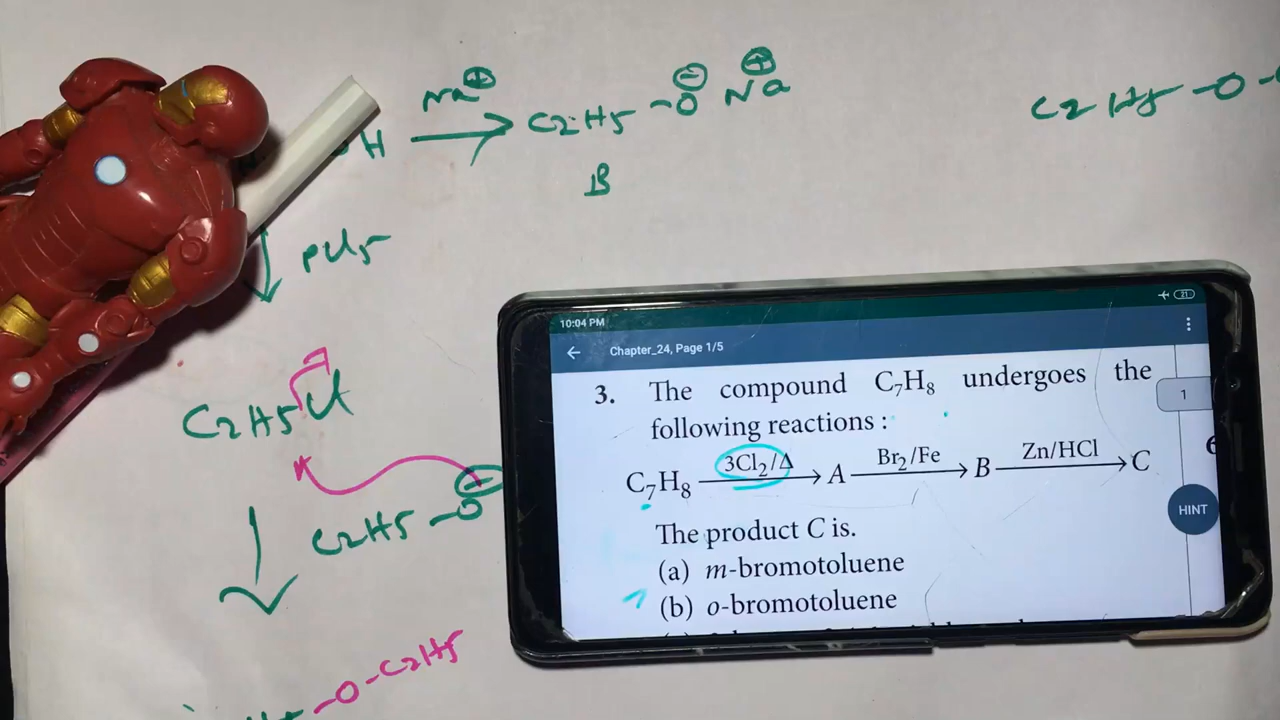 Na⊕
H ⟶ C2H5-O⊖ Na⊕
B
C2H5-O-
PCl5
C2H5Cl
C2H5-O⊖
-O-C2H5
10:04 PM
21
Chapter_24, Page 1/5
1
3. The compound C₇H₈ undergoes the
following reactions :
C₇H₈ —3Cl₂/Δ→ A —Br₂/Fe→ B —Zn/HCl→ C
HINT
The product C is.
(a) m-bromotoluene
(b) o-bromotoluene